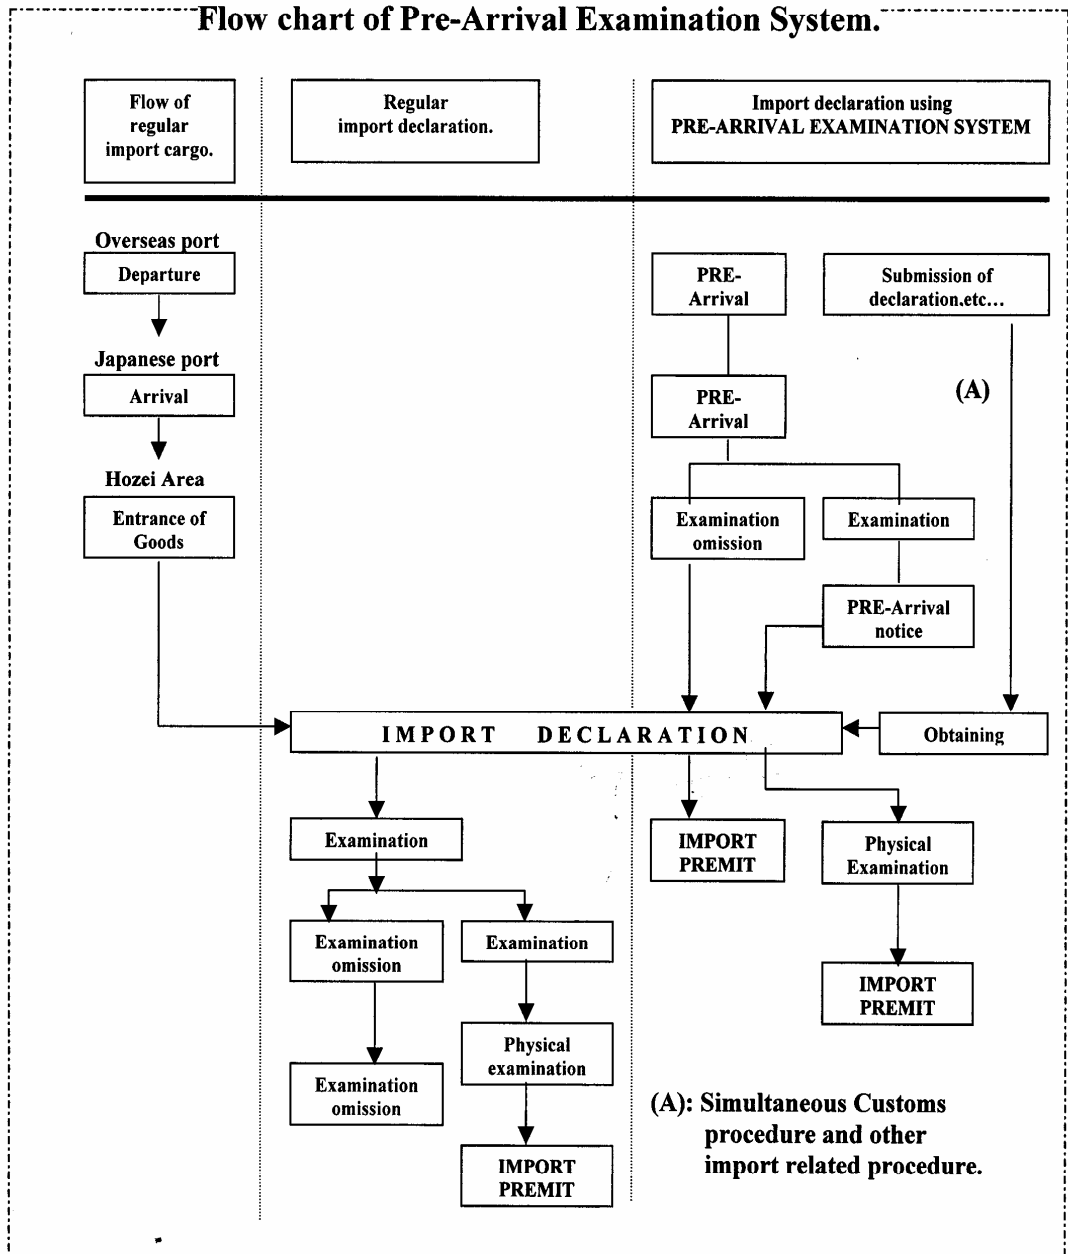 Flow chart of Pre-Arrival Examination System.
Flow of
regular
import cargo.
Regular
import declaration.
Import declaration using
PRE-ARRIVAL EXAMINATION SYSTEM
Overseas port
Departure
Japanese port
Arrival
Hozei Area
Entrance of
Goods
PRE-
Arrival
Submission of
declaration,etc...
PRE-
Arrival
(A)
Examination
omission
Examination
PRE-Arrival
notice
IMPORT DECLARATION
Obtaining
Examination
Examination
omission
Examination
Examination
omission
Physical
examination
IMPORT
PREMIT
IMPORT
PREMIT
Physical
Examination
IMPORT
PREMIT
(A): Simultaneous Customs
procedure and other
import related procedure.